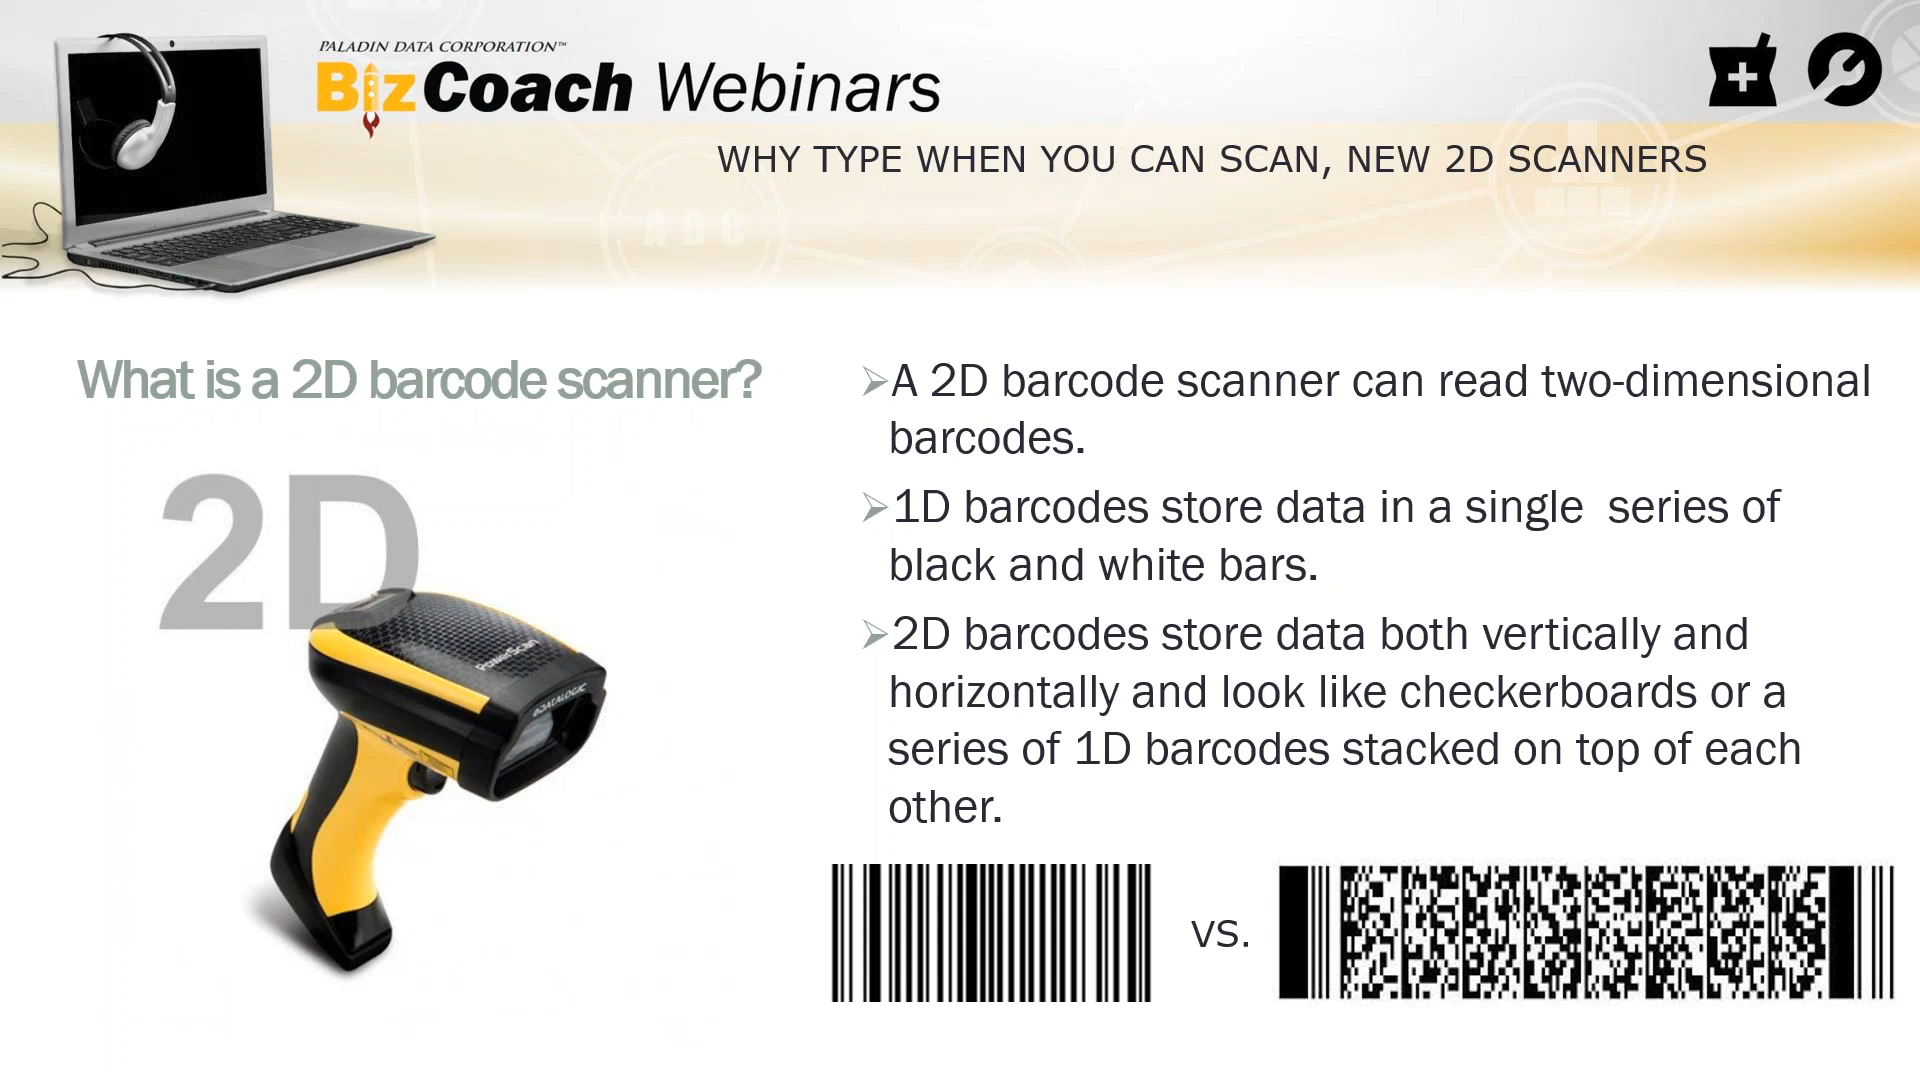 PALADIN DATA CORPORATION™
BizCoach Webinars
WHY TYPE WHEN YOU CAN SCAN, NEW 2D SCANNERS
ABC
What is a 2D barcode scanner?
2D
PowerScan
DATALOGIC
➢A 2D barcode scanner can read two-dimensional
barcodes.
➢1D barcodes store data in a single  series of
black and white bars.
➢2D barcodes store data both vertically and
horizontally and look like checkerboards or a
series of 1D barcodes stacked on top of each
other.
VS.